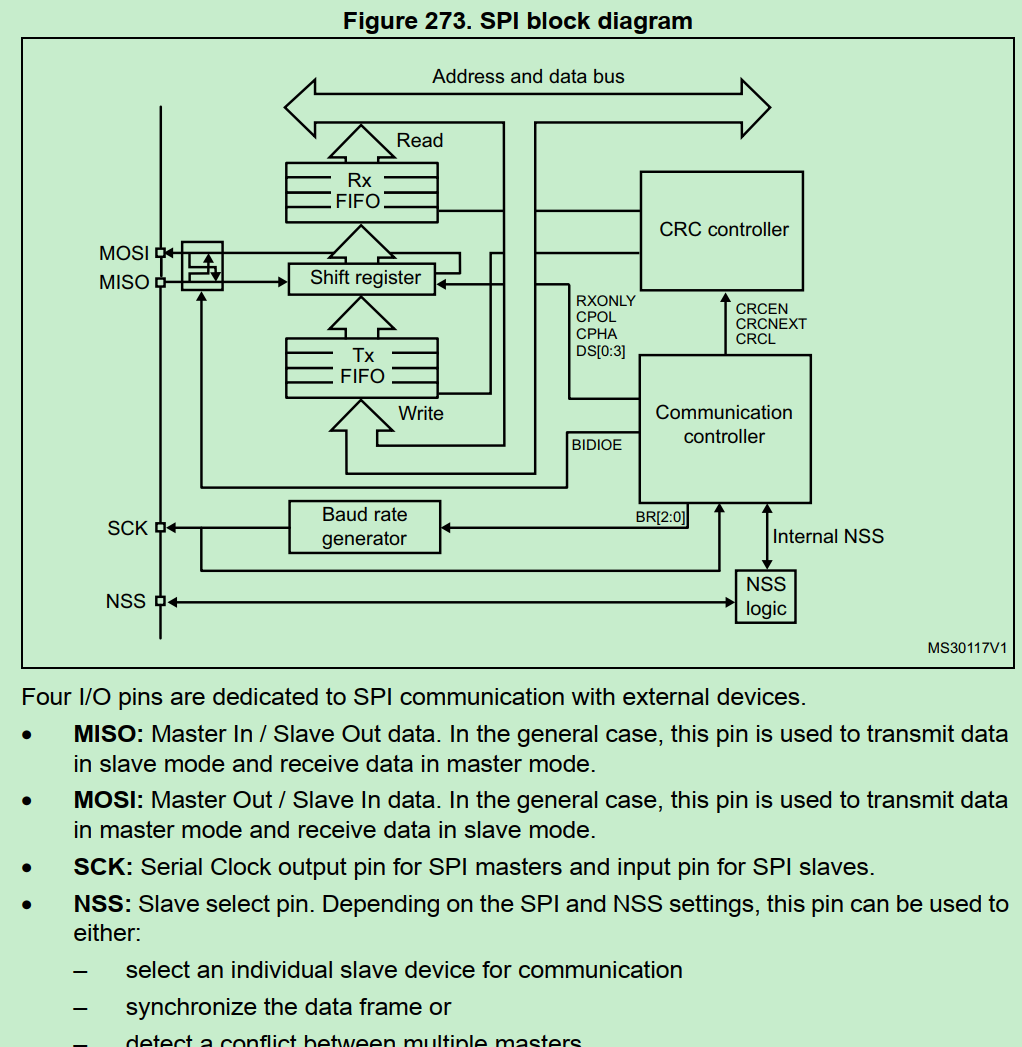 Figure 273. SPI block diagram
Address and data bus
Read
Rx
FIFO
CRC controller
MOSI
MISO
Shift register
RXONLY
CPOL
CPHA
DS[0:3]
CRCEN
CRCNEXT
CRCL
Tx
FIFO
Write
Communication
controller
BIDIOE
SCK
Baud rate
generator
BR[2:0]
Internal NSS
NSS
NSS
logic
MS30117V1
Four I/O pins are dedicated to SPI communication with external devices.
• MISO: Master In / Slave Out data. In the general case, this pin is used to transmit data
in slave mode and receive data in master mode.
• MOSI: Master Out / Slave In data. In the general case, this pin is used to transmit data
in master mode and receive data in slave mode.
• SCK: Serial Clock output pin for SPI masters and input pin for SPI slaves.
• NSS: Slave select pin. Depending on the SPI and NSS settings, this pin can be used to
either:
– select an individual slave device for communication
– synchronize the data frame or
– detect a conflict between multiple masters